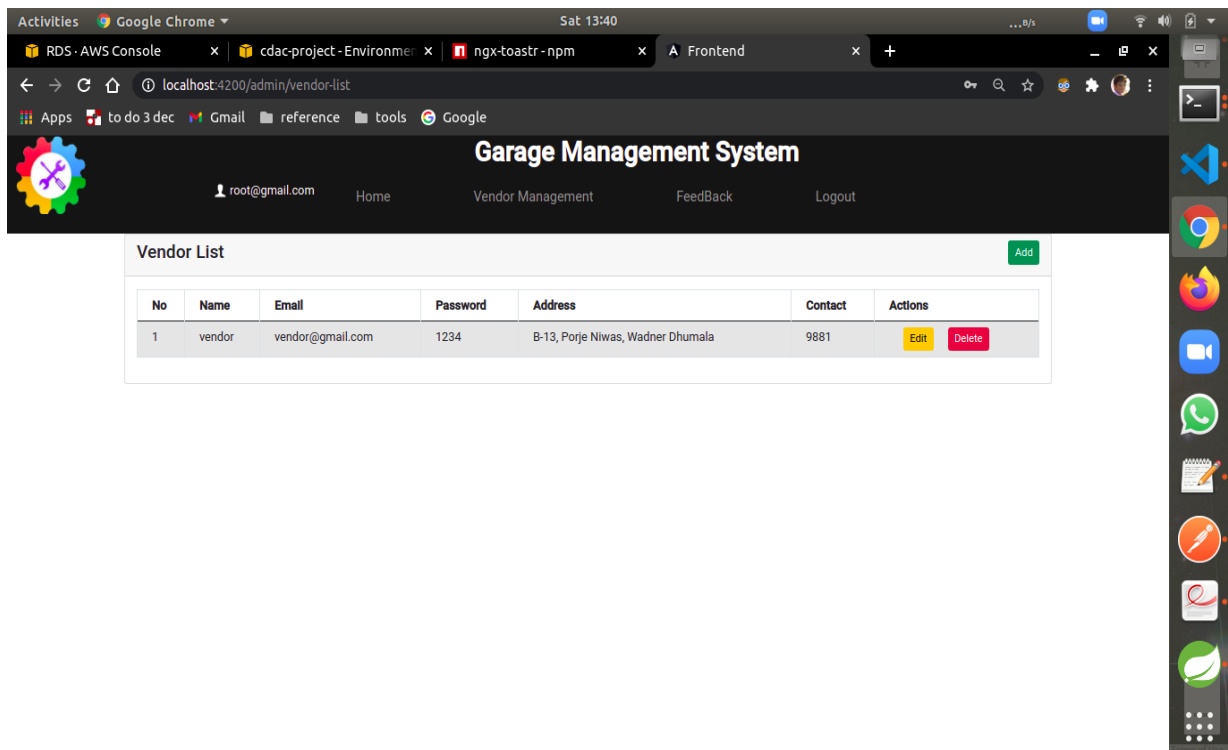 Activities Google Chrome Sat 13:40 ...B/s
RDS · AWS Console cdac-project - Environmen ngx-toastr - npm Frontend
localhost:4200/admin/vendor-list
Apps to do 3 dec Gmail reference tools Google
Garage Management System
root@gmail.com Home Vendor Management FeedBack Logout
Vendor List Add
No Name Email Password Address Contact Actions
1 vendor vendor@gmail.com 1234 B-13, Porje Niwas, Wadner Dhumala 9881 Edit Delete